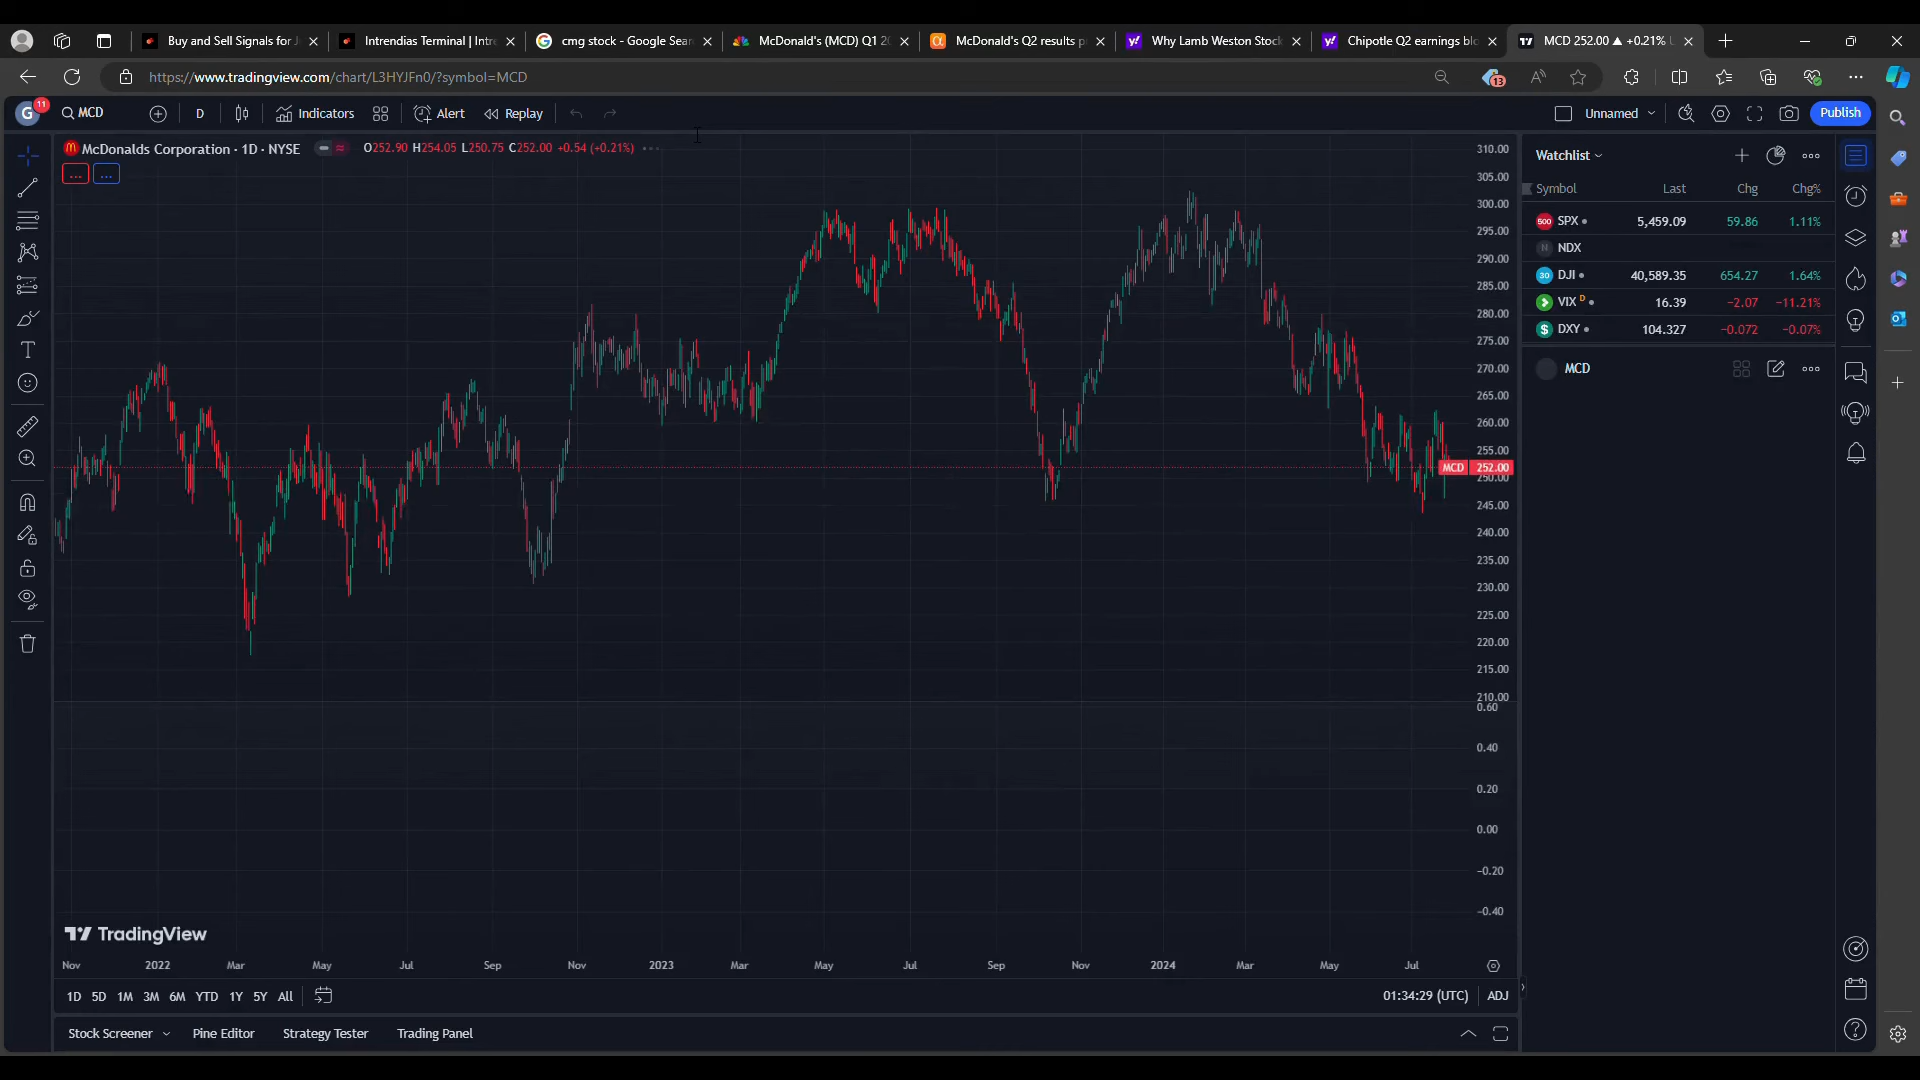 Buy and Sell Signals for
Intrendias Terminal | Intr
cmg stock - Google Sear
McDonald's (MCD) Q1 20
McDonald's Q2 results p
Why Lamb Weston Stock
Chipotle Q2 earnings blo
MCD 252.00 ▲ +0.21%
https://www.tradingview.com/chart/L3HYJFn0/?symbol=MCD
13
G
11
MCD
D
Indicators
Alert
Replay
Unnamed
Publish
McDonalds Corporation · 1D · NYSE
O252.90 H254.05 L250.75 C252.00 +0.54 (+0.21%)
...
...
310.00
305.00
300.00
295.00
290.00
285.00
280.00
275.00
270.00
265.00
260.00
255.00
MCD 252.00
250.00
245.00
240.00
235.00
230.00
225.00
220.00
215.00
210.00
0.60
0.40
0.20
0.00
-0.20
-0.40
Watchlist
Symbol Last Chg Chg%
500 SPX 5,459.09 59.86 1.11%
N NDX
30 DJI 40,589.35 654.27 1.64%
VIX D 16.39 −2.07 −11.21%
$ DXY 104.327 −0.072 −0.07%
MCD
TradingView
Nov 2022 Mar May Jul Sep Nov 2023 Mar May Jul Sep Nov 2024 Mar May Jul
1D 5D 1M 3M 6M YTD 1Y 5Y All
01:34:29 (UTC) ADJ
Stock Screener Pine Editor Strategy Tester Trading Panel